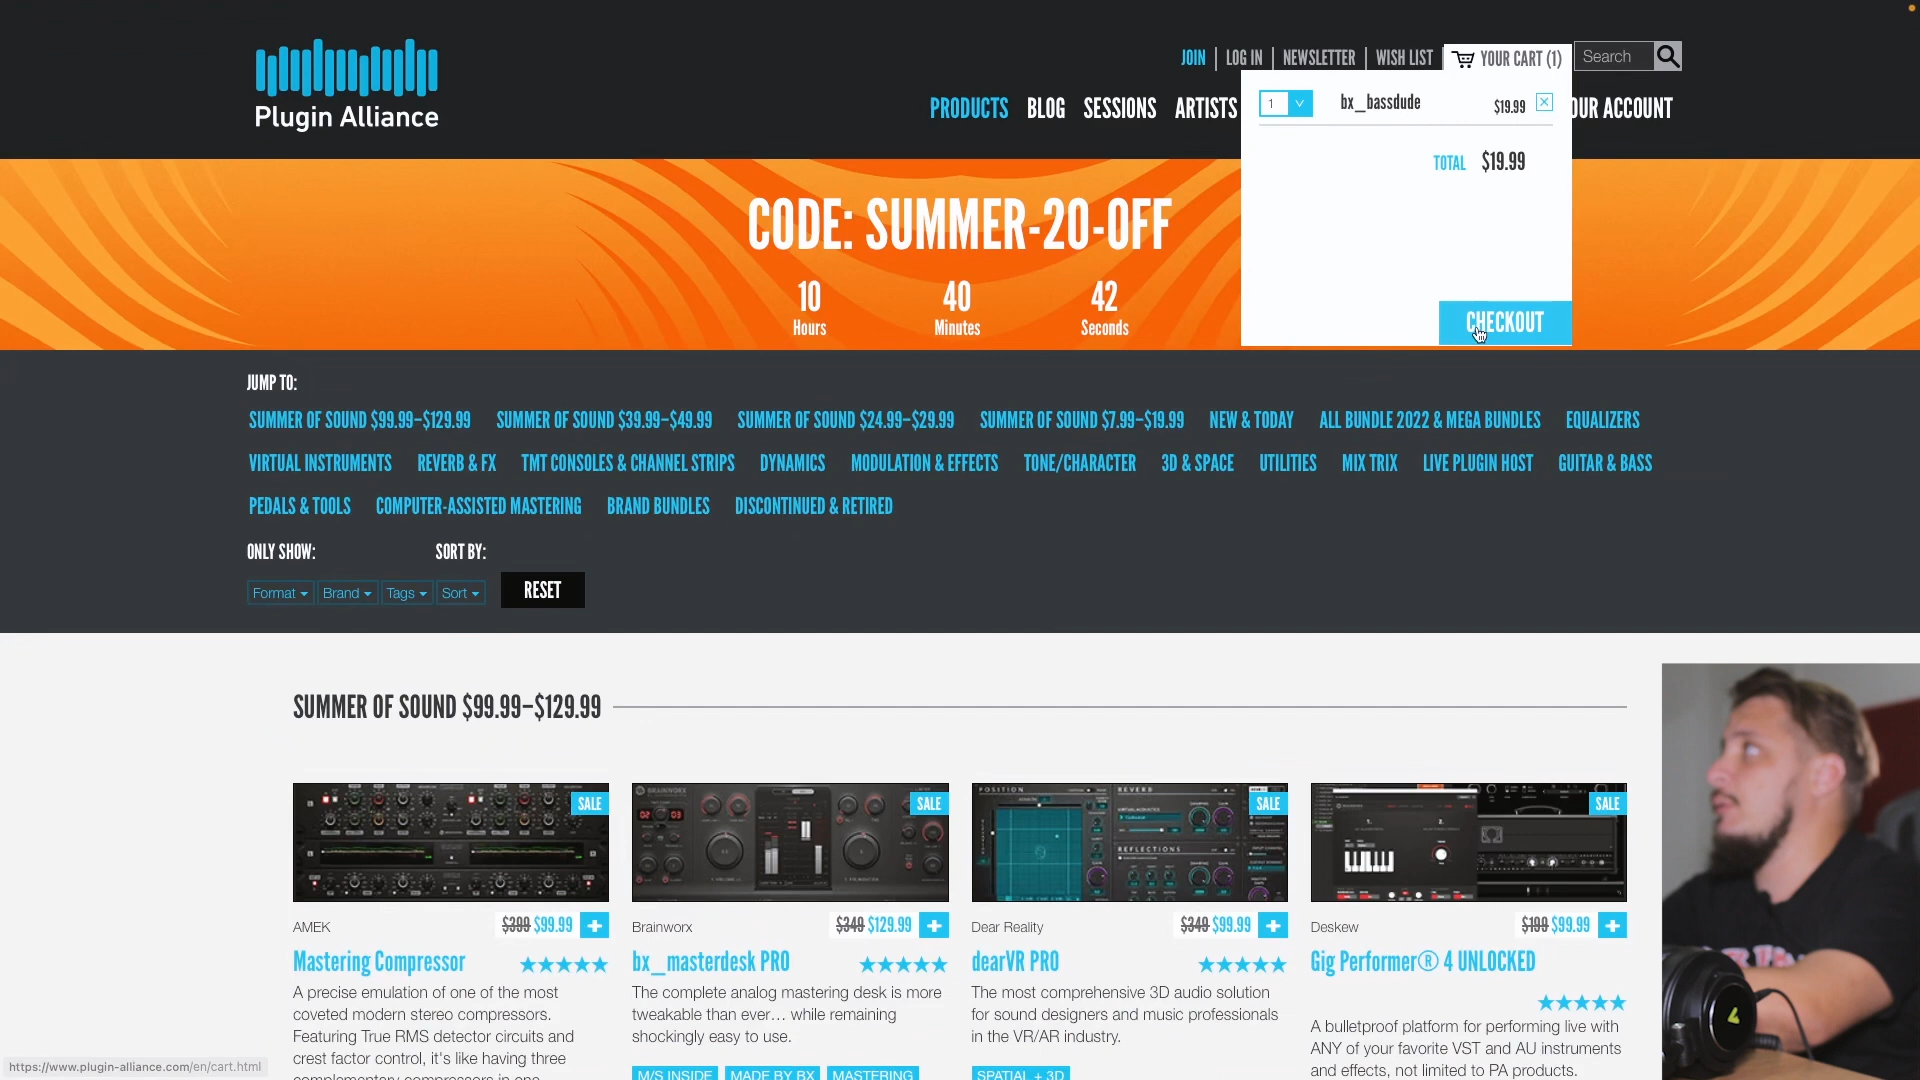 JOIN
LOG IN
NEWSLETTER
WISH LIST
YOUR CART (1)
Search
Plugin Alliance
PRODUCTS
BLOG
SESSIONS
ARTISTS
OUR ACCOUNT
1
bx_bassdude
$19.99
TOTAL $19.99
CHECKOUT
CODE: SUMMER-20-OFF
10 40 42
Hours Minutes Seconds
JUMP TO:
SUMMER OF SOUND $99.99–$129.99 SUMMER OF SOUND $39.99–$49.99 SUMMER OF SOUND $24.99–$29.99 SUMMER OF SOUND $7.99–$19.99 NEW & TODAY ALL BUNDLE 2022 & MEGA BUNDLES EQUALIZERS
VIRTUAL INSTRUMENTS REVERB & FX TMT CONSOLES & CHANNEL STRIPS DYNAMICS MODULATION & EFFECTS TONE/CHARACTER 3D & SPACE UTILITIES MIX TRIX LIVE PLUGIN HOST GUITAR & BASS
PEDALS & TOOLS COMPUTER-ASSISTED MASTERING BRAND BUNDLES DISCONTINUED & RETIRED
ONLY SHOW: SORT BY:
Format Brand Tags Sort RESET
SUMMER OF SOUND $99.99–$129.99
SALE
AMEK
$399 $99.99
Mastering Compressor
A precise emulation of one of the most
coveted modern stereo compressors.
Featuring True RMS detector circuits and
crest factor control, it's like having three
complementary compressors in one
BRAINWORX
SALE
Brainworx
$349 $129.99
bx_masterdesk PRO
The complete analog mastering desk is more
tweakable than ever… while remaining
shockingly easy to use.
M/S INSIDE MADE BY BX MASTERING
POSITION
REVERB
REFLECTIONS
SALE
Dear Reality
$349 $99.99
dearVR PRO
The most comprehensive 3D audio solution
for sound designers and music professionals
in the VR/AR industry.
SPATIAL + 3D
SALE
Deskew
$199 $99.99
Gig Performer® 4 UNLOCKED
A bulletproof platform for performing live with
ANY of your favorite VST and AU instruments
and effects, not limited to PA products.
https://www.plugin-alliance.com/en/cart.html